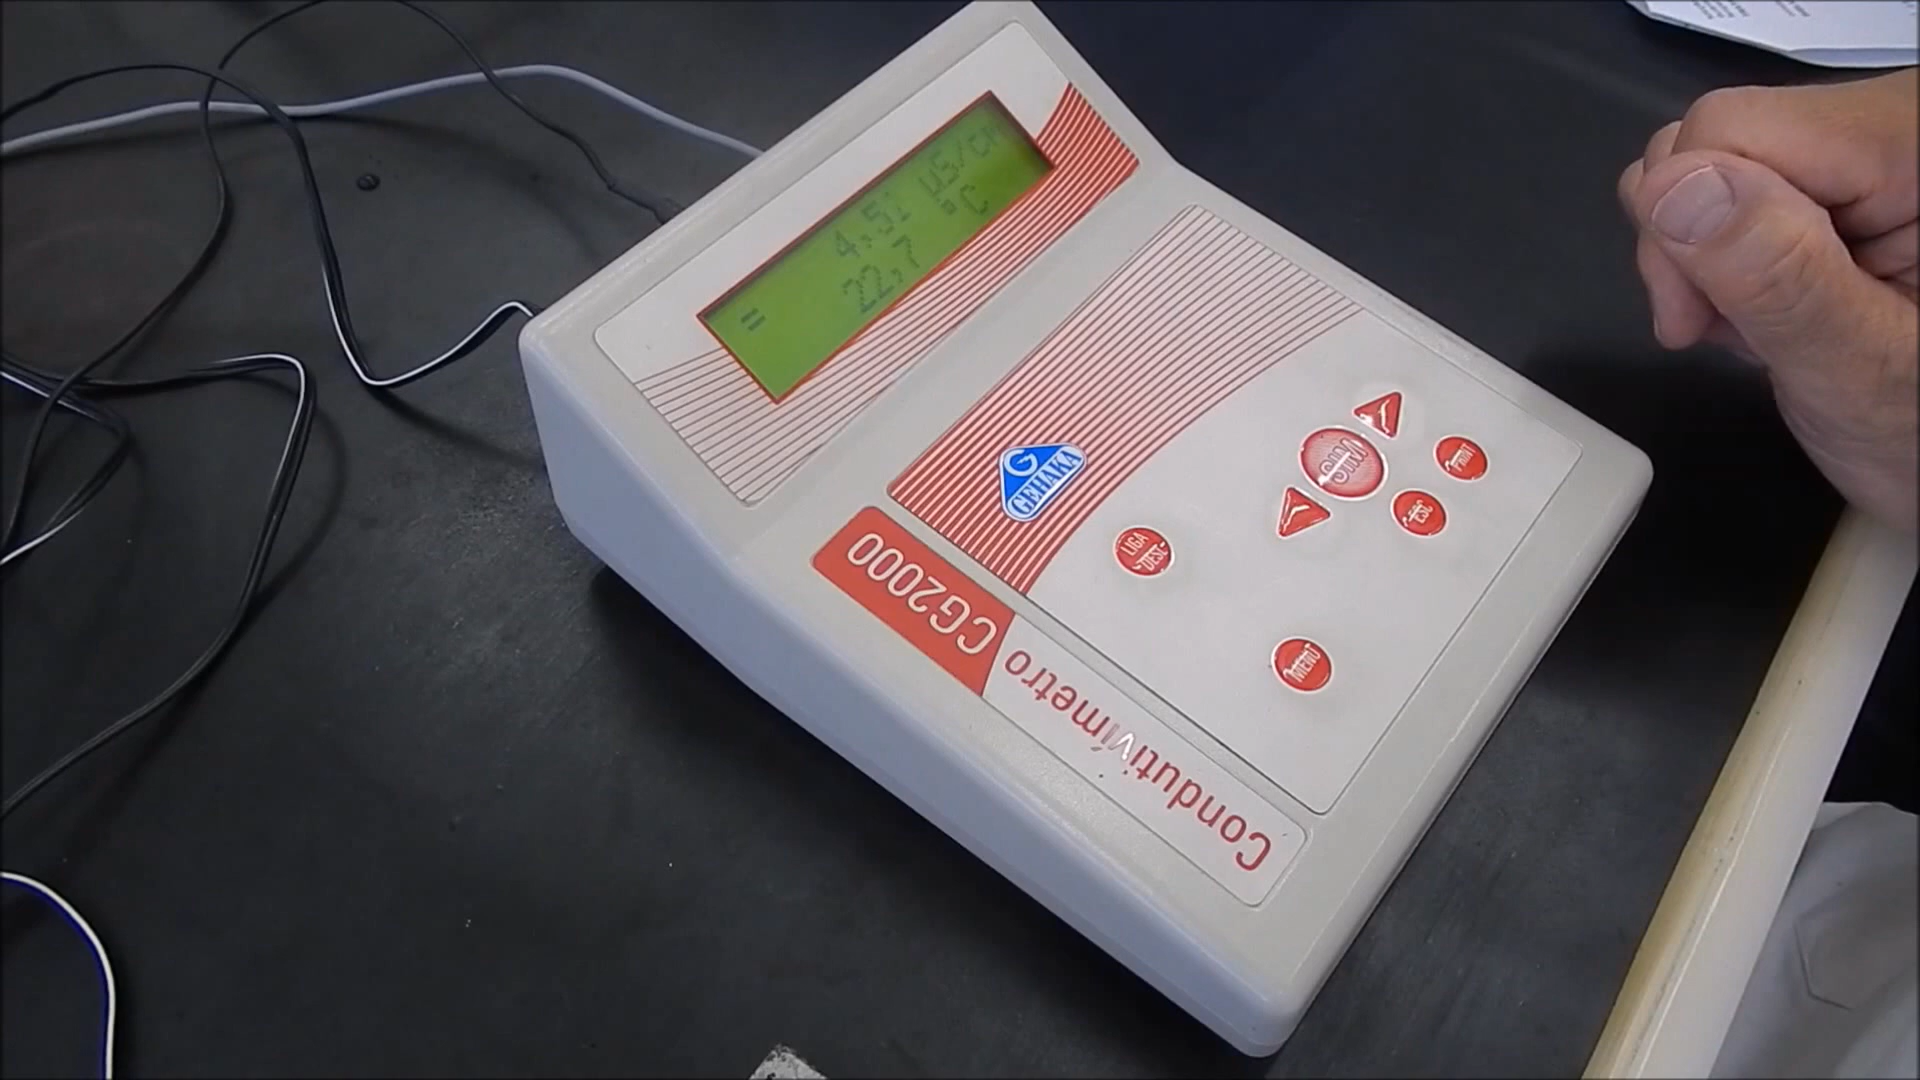 4,51 µS/cm
= 22,7 °C
GEHAKA
LIGA
DESL
PRINT
ESC
MENU
Condutivímetro CG2000